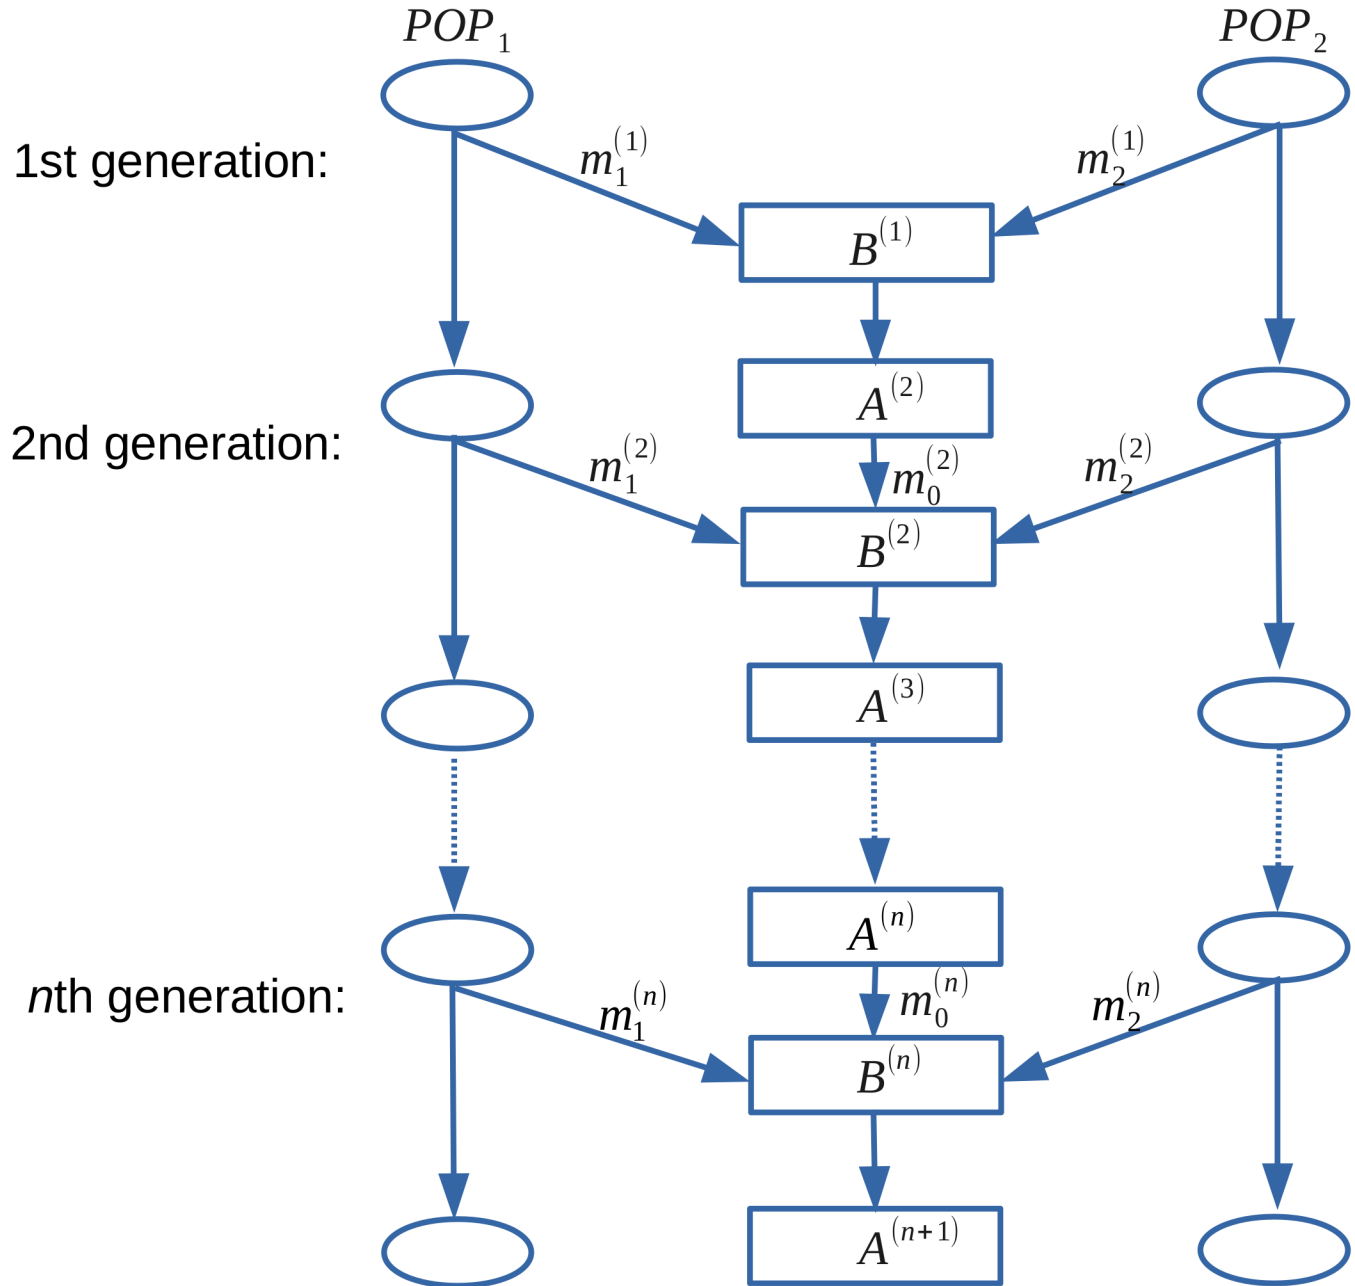 POP₁ POP₂
1st generation: m₁⁽¹⁾ m₂⁽¹⁾
B⁽¹⁾
A⁽²⁾
2nd generation: m₁⁽²⁾ m₀⁽²⁾ m₂⁽²⁾
B⁽²⁾
A⁽³⁾
A⁽ⁿ⁾
nth generation: m₁⁽ⁿ⁾ m₀⁽ⁿ⁾ m₂⁽ⁿ⁾
B⁽ⁿ⁾
A⁽ⁿ⁺¹⁾